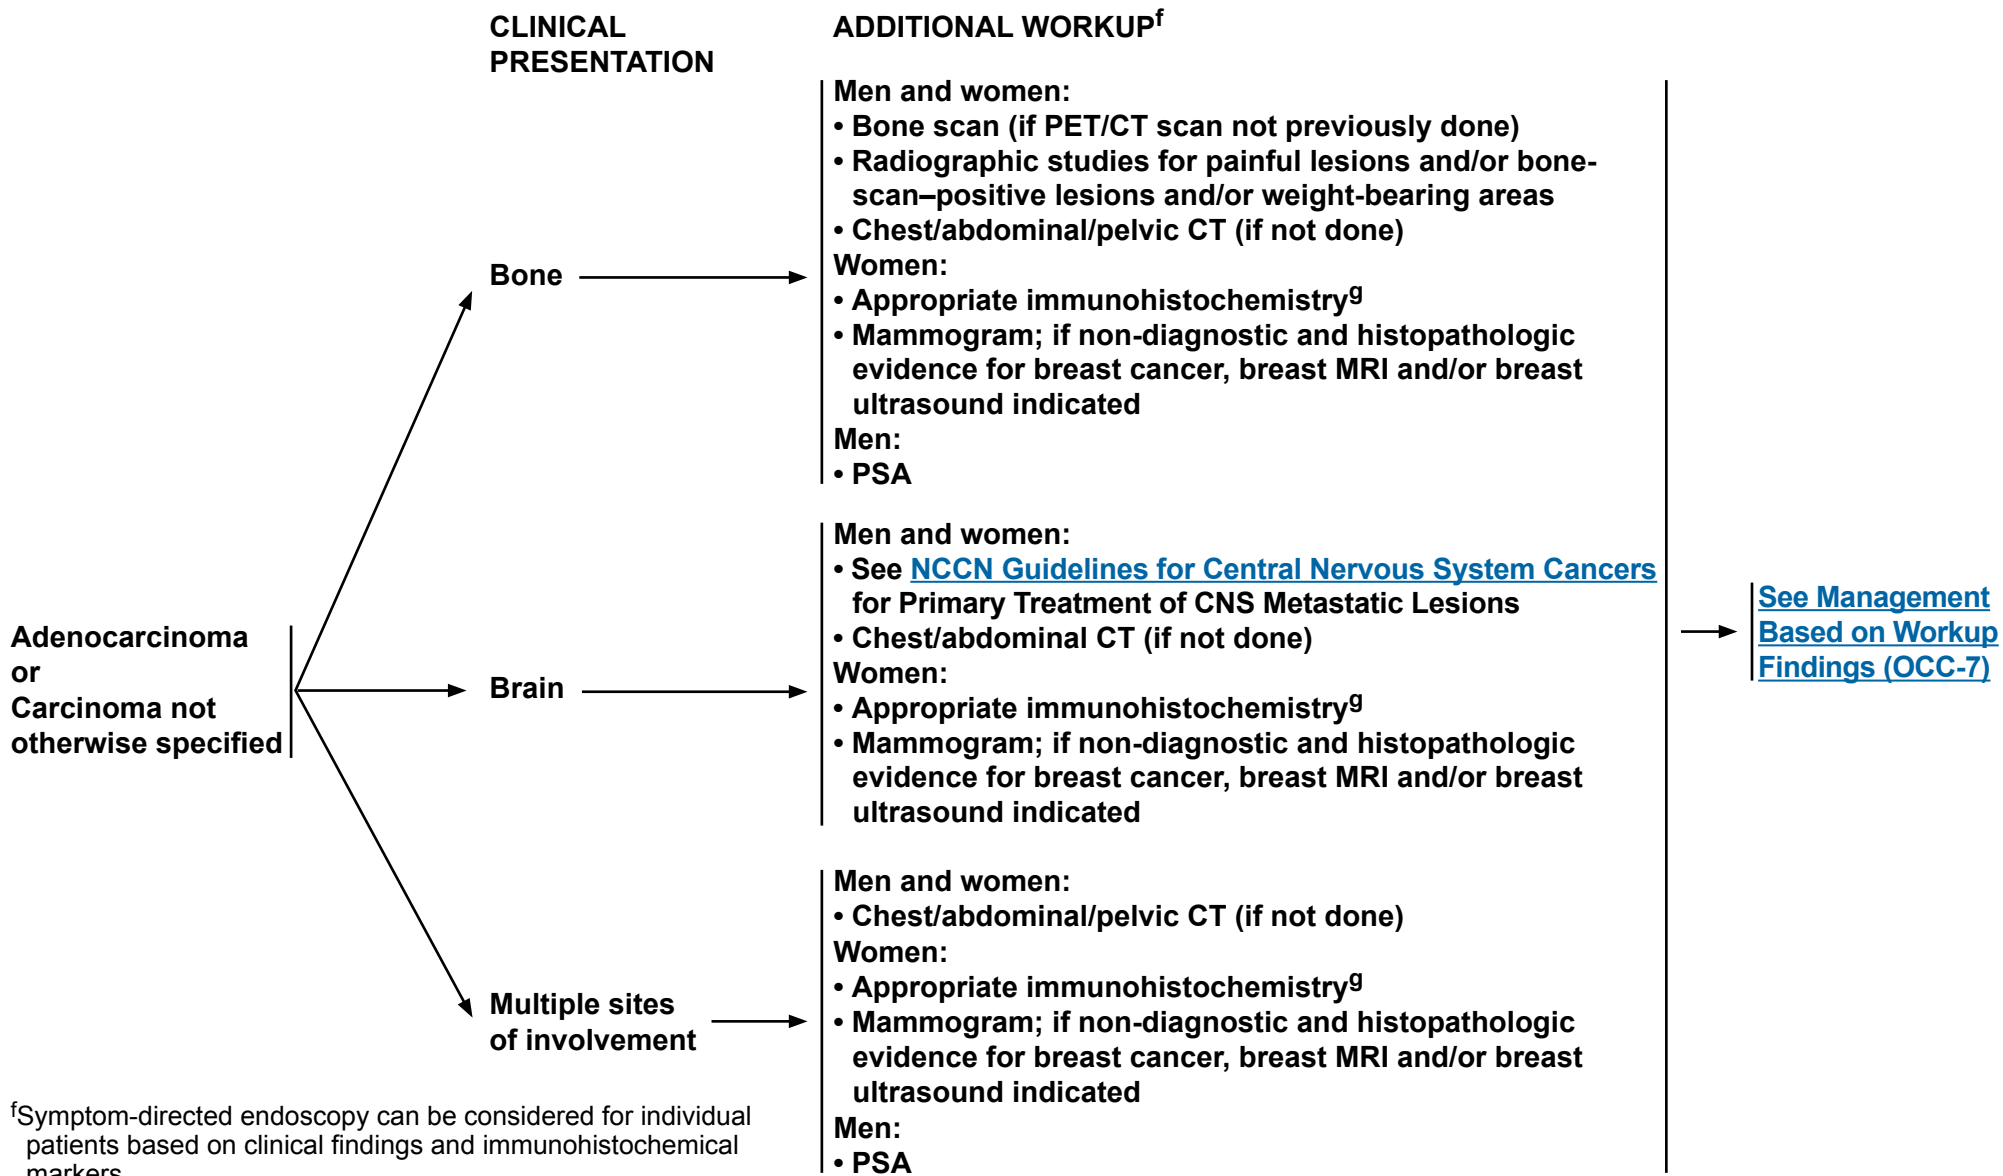 CLINICAL
PRESENTATION
ADDITIONAL WORKUPf
Adenocarcinoma
or
Carcinoma not
otherwise specified
Bone
Men and women:
• Bone scan (if PET/CT scan not previously done)
• Radiographic studies for painful lesions and/or bone-
scan–positive lesions and/or weight-bearing areas
• Chest/abdominal/pelvic CT (if not done)
Women:
• Appropriate immunohistochemistryg
• Mammogram; if non-diagnostic and histopathologic
evidence for breast cancer, breast MRI and/or breast
ultrasound indicated
Men:
• PSA
Brain
Men and women:
• See NCCN Guidelines for Central Nervous System Cancers
for Primary Treatment of CNS Metastatic Lesions
• Chest/abdominal CT (if not done)
Women:
• Appropriate immunohistochemistryg
• Mammogram; if non-diagnostic and histopathologic
evidence for breast cancer, breast MRI and/or breast
ultrasound indicated
Multiple sites
of involvement
Men and women:
• Chest/abdominal/pelvic CT (if not done)
Women:
• Appropriate immunohistochemistryg
• Mammogram; if non-diagnostic and histopathologic
evidence for breast cancer, breast MRI and/or breast
ultrasound indicated
Men:
• PSA
See Management
Based on Workup
Findings (OCC-7)
fSymptom-directed endoscopy can be considered for individual
patients based on clinical findings and immunohistochemical
markers